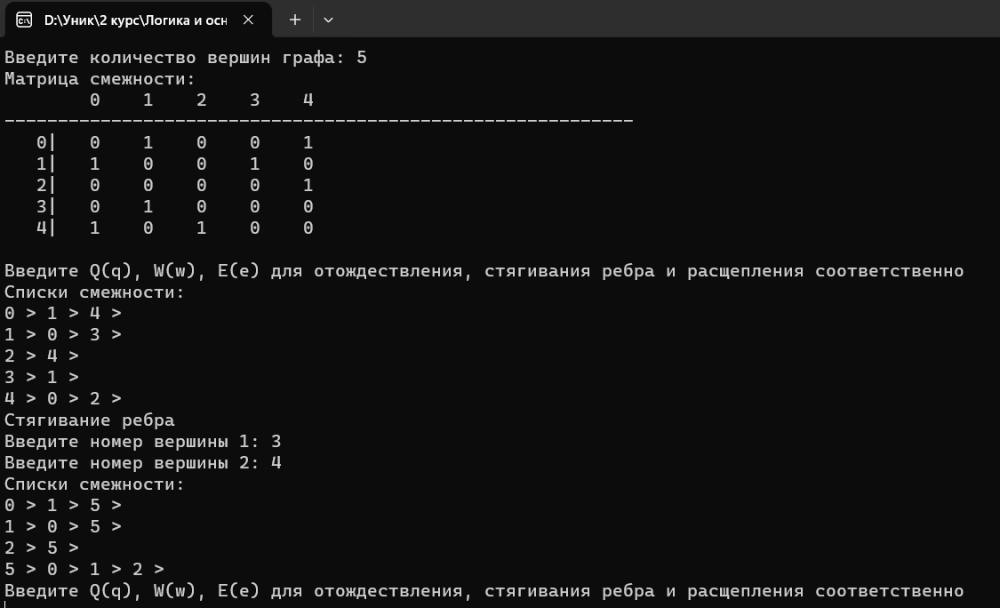 D:\Уник\2 курс\Логика и осн
Введите количество вершин графа: 5
Матрица смежности:
0 1 2 3 4
-----------------------------------------------------------
0| 0 1 0 0 1
1| 1 0 0 1 0
2| 0 0 0 0 1
3| 0 1 0 0 0
4| 1 0 1 0 0
Введите Q(q), W(w), E(e) для отождествления, стягивания ребра и расщепления соответственно
Списки смежности:
0 > 1 > 4 >
1 > 0 > 3 >
2 > 4 >
3 > 1 >
4 > 0 > 2 >
Стягивание ребра
Введите номер вершины 1: 3
Введите номер вершины 2: 4
Списки смежности:
0 > 1 > 5 >
1 > 0 > 5 >
2 > 5 >
5 > 0 > 1 > 2 >
Введите Q(q), W(w), E(e) для отождествления, стягивания ребра и расщепления соответственно